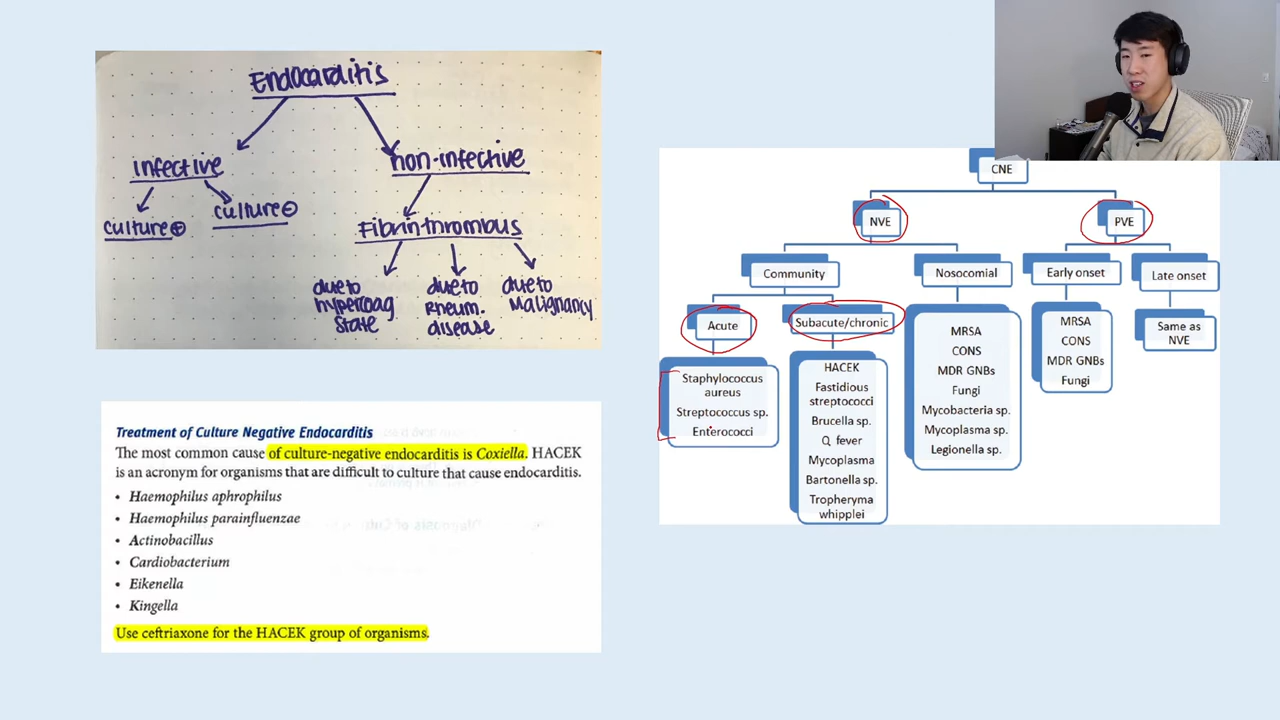 Endocarditis
infective
non-infective
culture⊕
culture⊖
Fibrin thrombus
due to
hypercoag
state
due to
Rheum.
disease
due to
Malignancy
Treatment of Culture Negative Endocarditis
The most common cause of culture-negative endocarditis is Coxiella. HACEK
is an acronym for organisms that are difficult to culture that cause endocarditis.
• Haemophilus aphrophilus
• Haemophilus parainfluenzae
• Actinobacillus
• Cardiobacterium
• Eikenella
• Kingella
Use ceftriaxone for the HACEK group of organisms.
CNE
NVE
PVE
Community
Nosocomial
Early onset
Late onset
Acute
Subacute/chronic
Staphylococcus
aureus
Streptococcus sp.
Enterococci
HACEK
Fastidious
streptococci
Brucella sp.
Q fever
Mycoplasma
Bartonella sp.
Tropheryma
whipplei
MRSA
CONS
MDR GNBs
Fungi
Mycobacteria sp.
Mycoplasma sp.
Legionella sp.
MRSA
CONS
MDR GNBs
Fungi
Same as
NVE